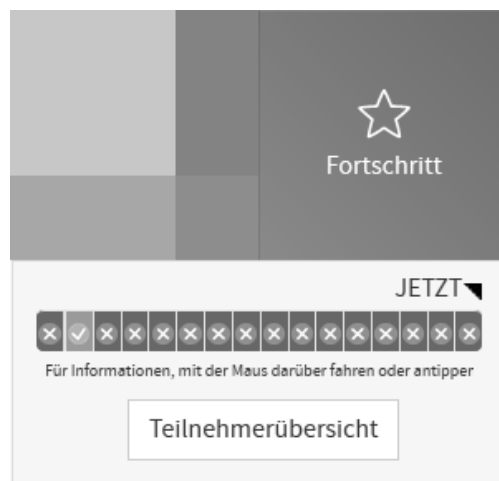 Fortschritt
JETZT
Für Informationen, mit der Maus darüber fahren oder antipper
Teilnehmerübersicht